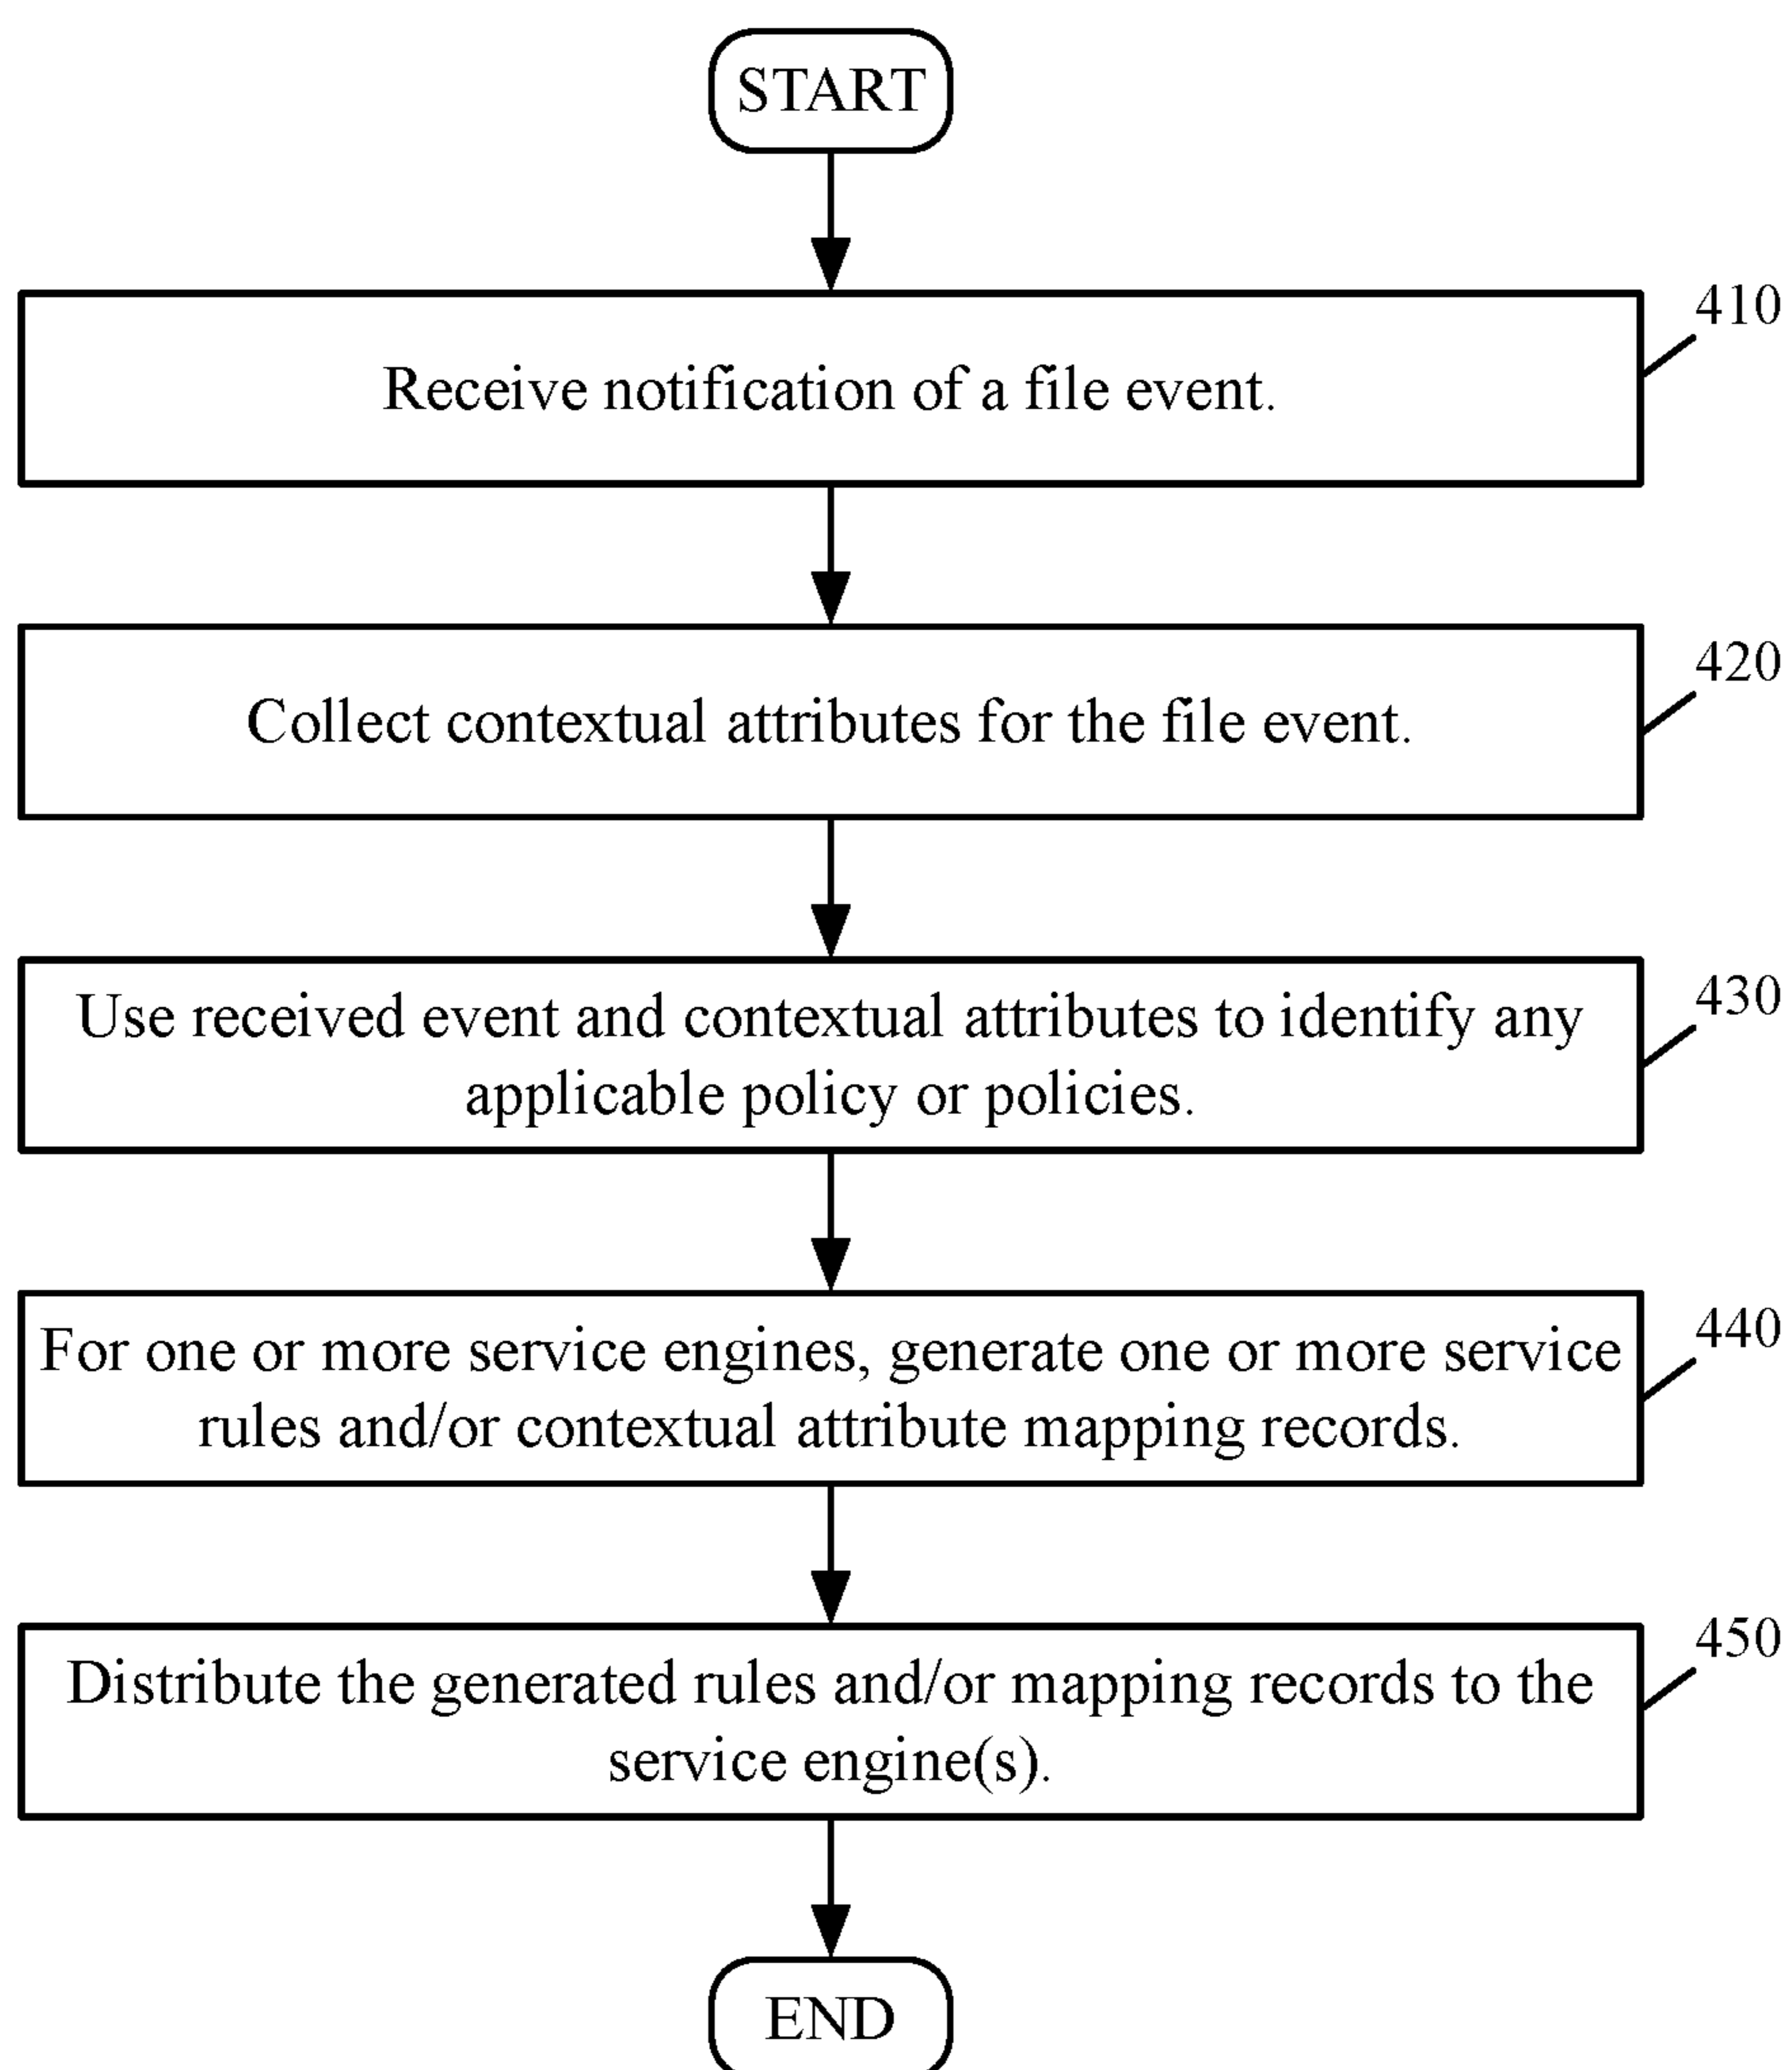 START
410
Receive notification of a file event.
420
Collect contextual attributes for the file event.
430
Use received event and contextual attributes to identify any
applicable policy or policies.
440
For one or more service engines, generate one or more service
rules and/or contextual attribute mapping records.
450
Distribute the generated rules and/or mapping records to the
service engine(s).
END